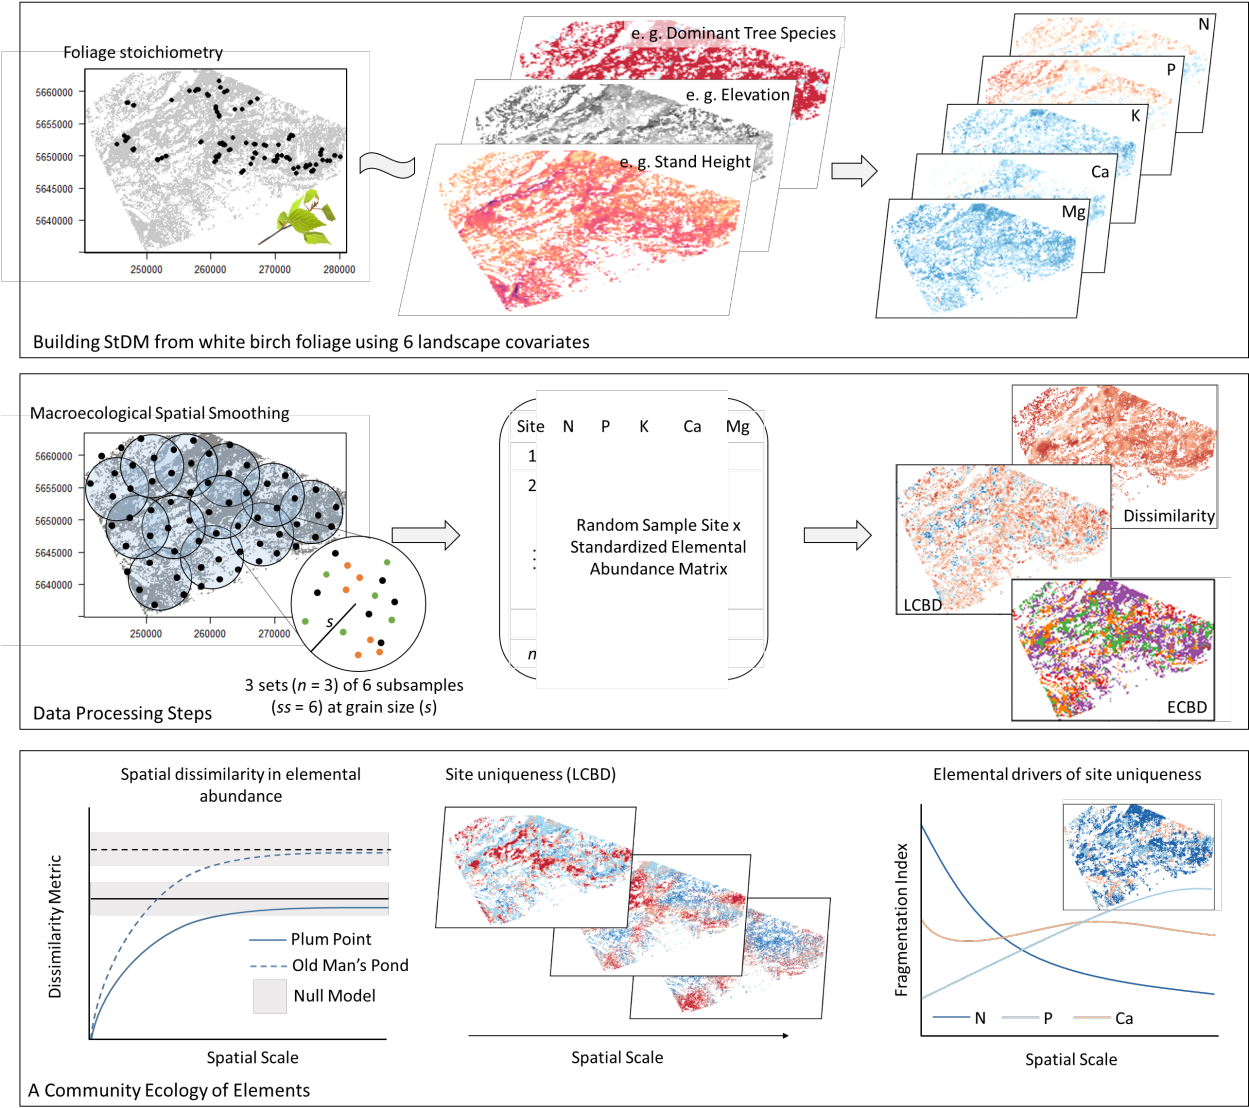 Foliage stoichiometry
5660000
5655000
5650000
5645000
5640000
250000
260000
270000
280000
e. g. Dominant Tree Species
e. g. Elevation
e. g. Stand Height
N
P
K
Ca
Mg
Building StDM from white birch foliage using 6 landscape covariates
Macroecological Spatial Smoothing
5660000
5655000
5650000
5645000
5640000
250000
260000
270000
s
3 sets (n = 3) of 6 subsamples
(ss = 6) at grain size (s)
Site N P K Ca Mg
1
2
:
:
n
Random Sample Site x
Standardized Elemental
Abundance Matrix
Dissimilarity
LCBD
ECBD
Data Processing Steps
Spatial dissimilarity in elemental
abundance
Dissimilarity Metric
Plum Point
Old Man's Pond
Null Model
Spatial Scale
Site uniqueness (LCBD)
Spatial Scale
Elemental drivers of site uniqueness
Fragmentation Index
N P Ca
Spatial Scale
A Community Ecology of Elements